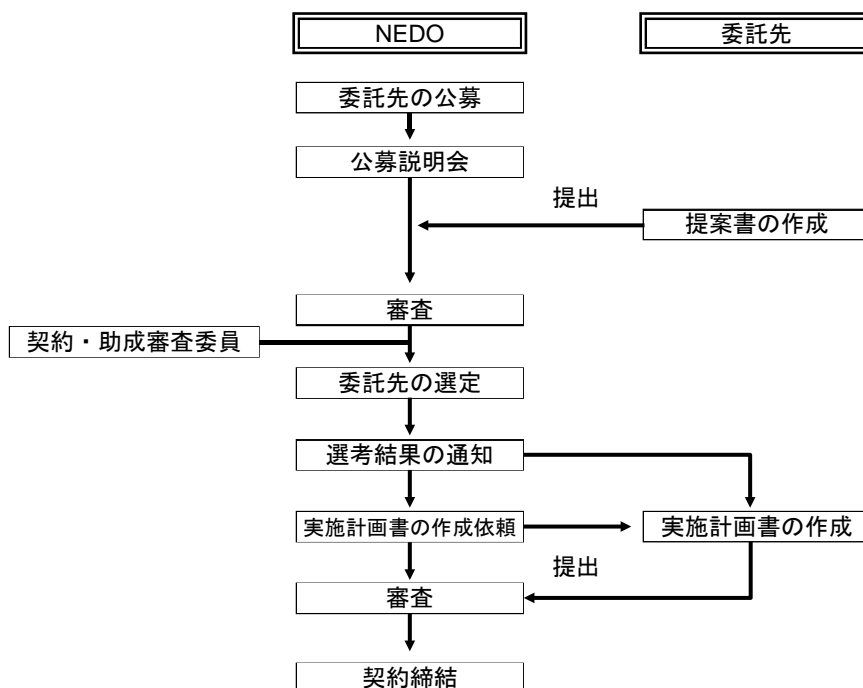 NEDO
委託先
委託先の公募
公募説明会
提出
提案書の作成
審査
契約・助成審査委員
委託先の選定
選考結果の通知
実施計画書の作成依頼
実施計画書の作成
提出
審査
契約締結